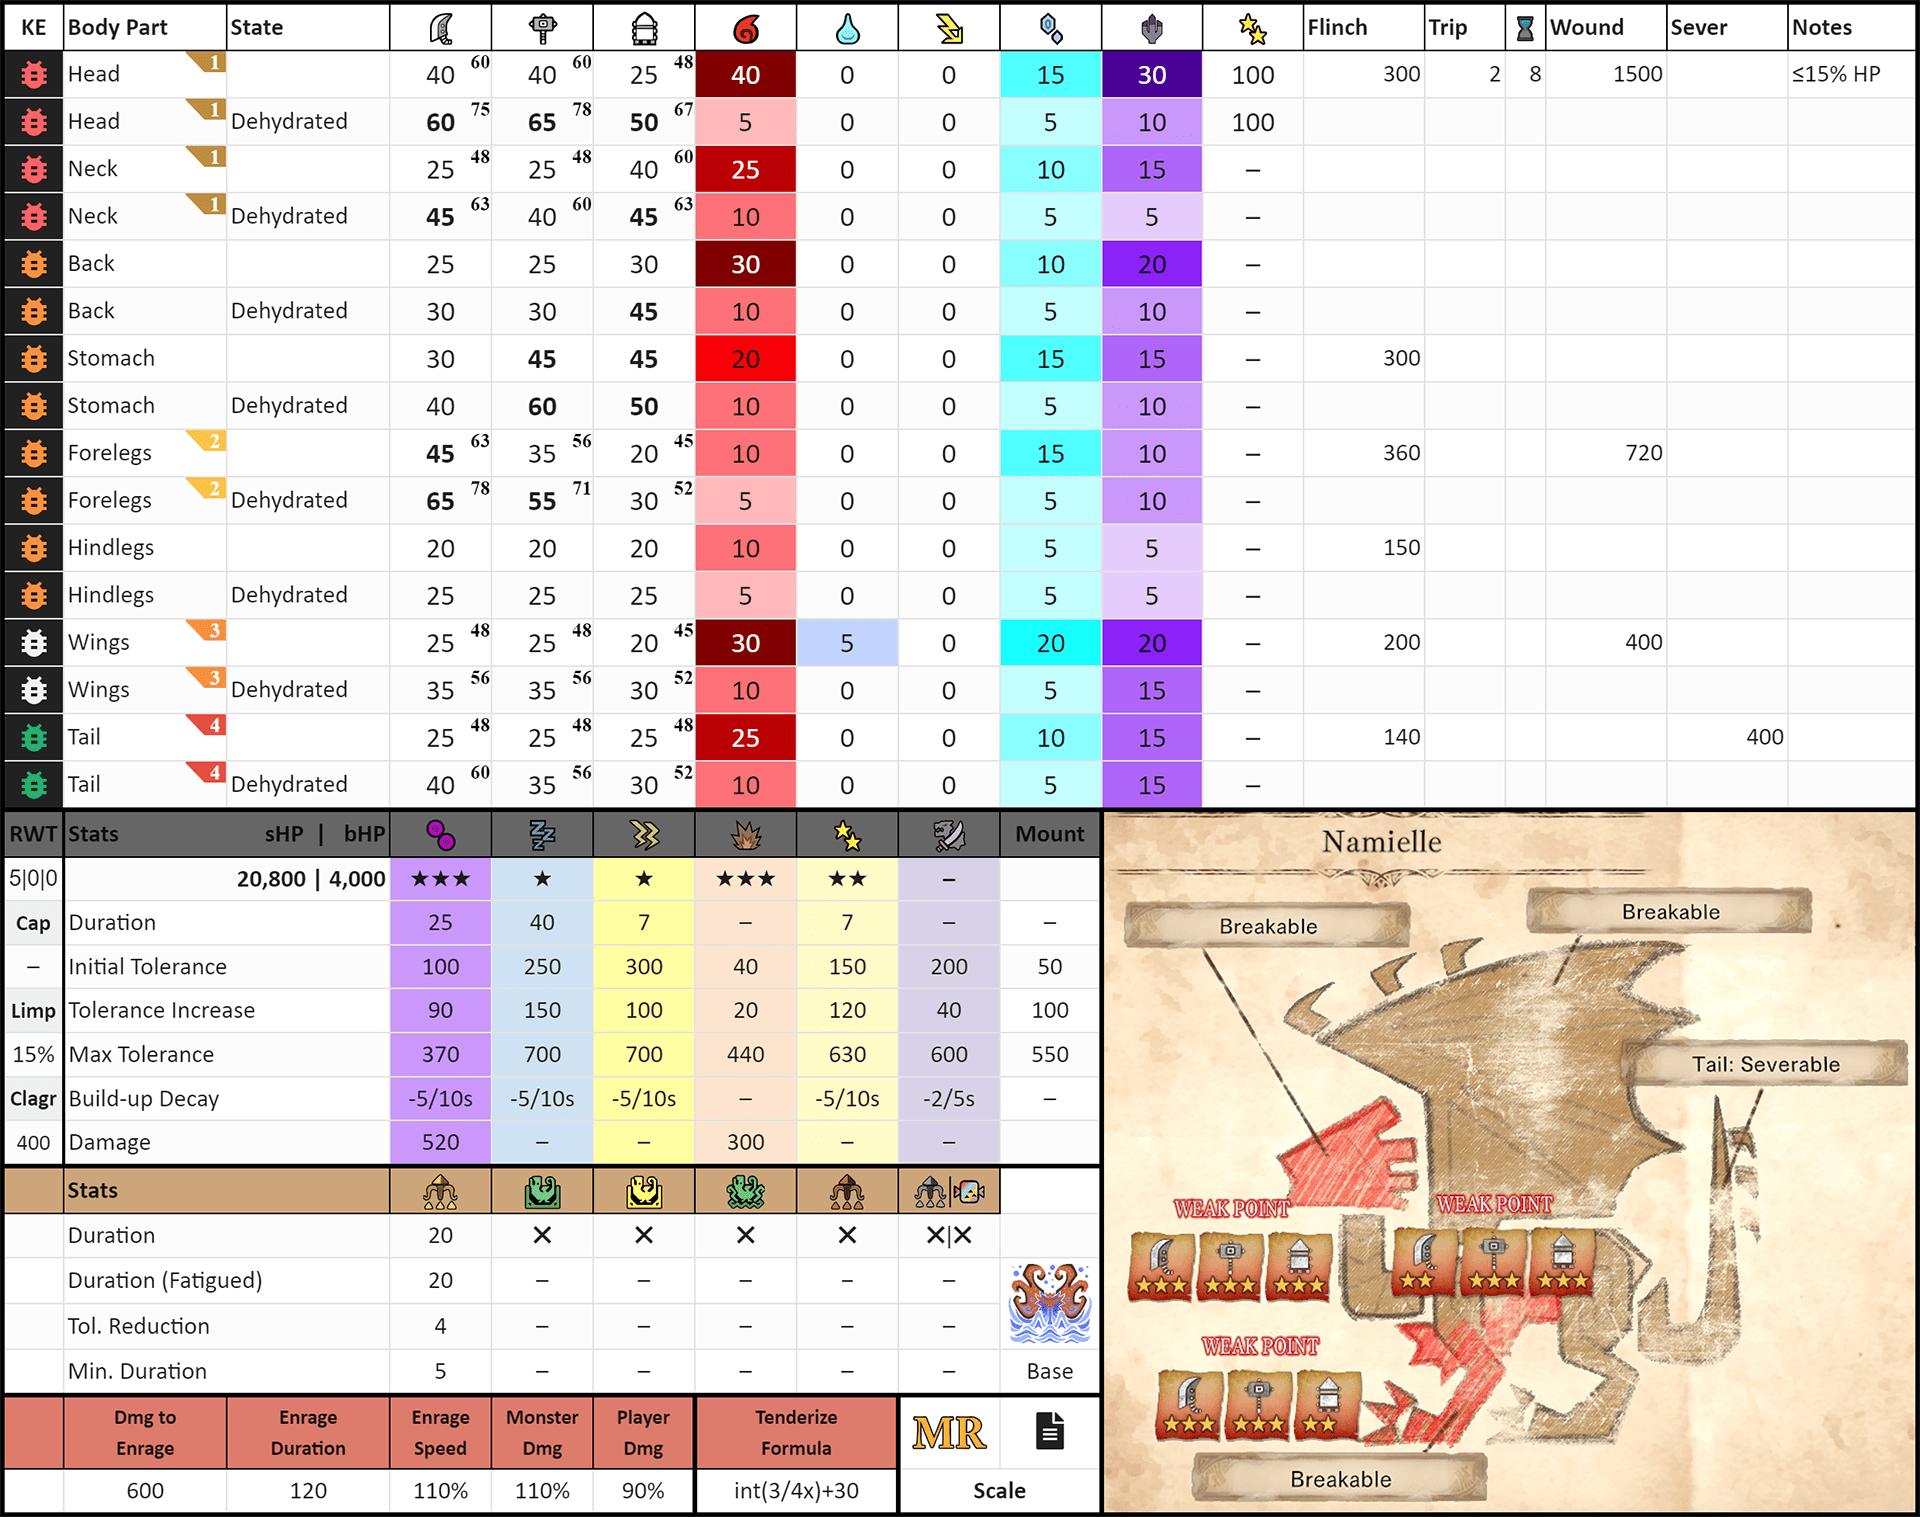 KE Body Part State Flinch Trip Wound Sever Notes
Head 1 40 60 40 60 25 48 40 0 0 15 30 100 300 2 8 1500 ≤15% HP
Head 1 Dehydrated 60 75 65 78 50 67 5 0 0 5 10 100
Neck 1 25 48 25 48 40 60 25 0 0 10 15 –
Neck 1 Dehydrated 45 63 40 60 45 63 10 0 0 5 5 –
Back 25 25 30 30 0 0 10 20 –
Back Dehydrated 30 30 45 10 0 0 5 10 –
Stomach 30 45 45 20 0 0 15 15 – 300
Stomach Dehydrated 40 60 50 10 0 0 5 10 –
Forelegs 2 45 63 35 56 20 45 10 0 0 15 10 – 360 720
Forelegs 2 Dehydrated 65 78 55 71 30 52 5 0 0 5 10 –
Hindlegs 20 20 20 10 0 0 5 5 – 150
Hindlegs Dehydrated 25 25 25 5 0 0 5 5 –
Wings 3 25 48 25 48 20 45 30 5 0 20 20 – 200 400
Wings 3 Dehydrated 35 56 35 56 30 52 10 0 0 5 15 –
Tail 4 25 48 25 48 25 48 25 0 0 10 15 – 140 400
Tail 4 Dehydrated 40 60 35 56 30 52 10 0 0 5 15 –
RWT Stats sHP | bHP Mount
5|0|0 20,800 | 4,000 ★★★ ★ ★ ★★★ ★★ –
Cap Duration 25 40 7 – 7 – –
– Initial Tolerance 100 250 300 40 150 200 50
Limp Tolerance Increase 90 150 100 20 120 40 100
15% Max Tolerance 370 700 700 440 630 600 550
Clagr Build-up Decay -5/10s -5/10s -5/10s – -5/10s -2/5s –
400 Damage 520 – – 300 – –
Stats
Duration 20 ✕ ✕ ✕ ✕ ✕|✕
Duration (Fatigued) 20 – – – – –
Tol. Reduction 4 – – – – –
Min. Duration 5 – – – – – Base
Dmg to Enrage Enrage Duration Enrage Speed Monster Dmg Player Dmg Tenderize Formula MR
600 120 110% 110% 90% int(3/4x)+30 Scale
Namielle
Breakable
Breakable
Tail: Severable
WEAK POINT
WEAK POINT
WEAK POINT
Breakable